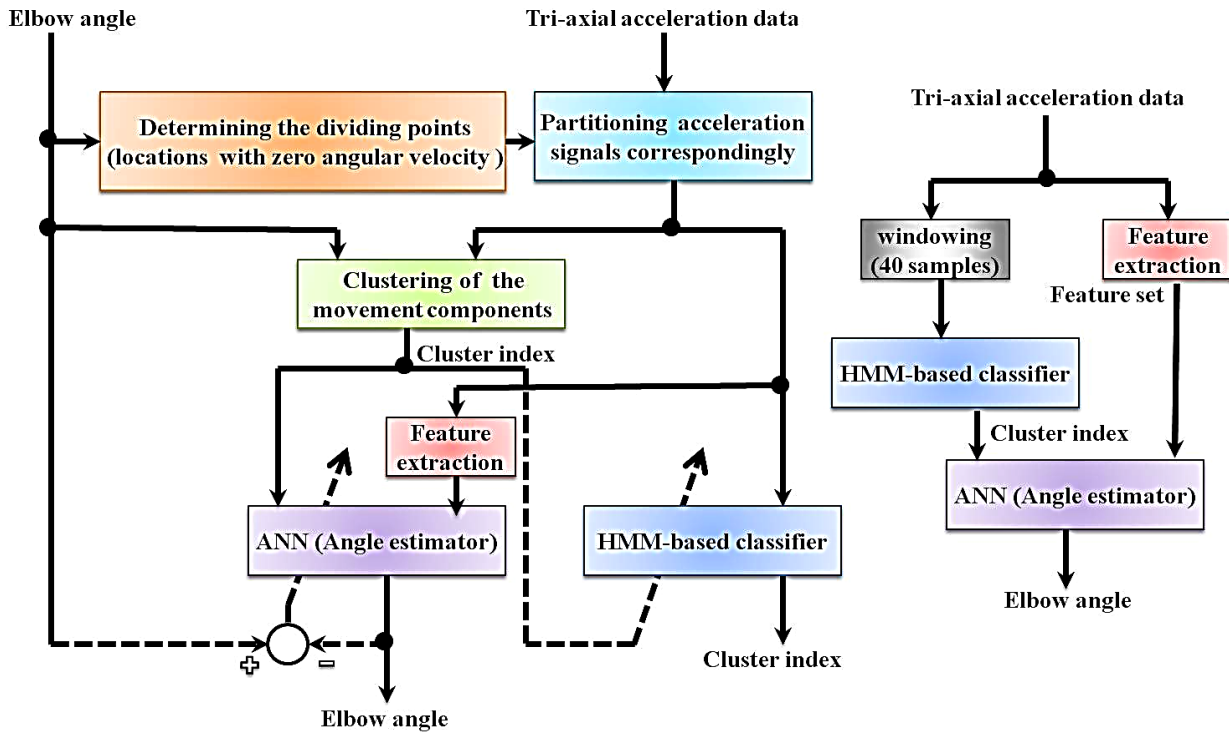 Elbow angle
Tri-axial acceleration data
Determining the dividing points
(locations with zero angular velocity )
Partitioning acceleration
signals correspondingly
Clustering of the
movement components
Cluster index
Feature
extraction
ANN (Angle estimator)
HMM-based classifier
+
−
Cluster index
Elbow angle
Tri-axial acceleration data
windowing
(40 samples)
Feature
extraction
Feature set
HMM-based classifier
Cluster index
ANN (Angle estimator)
Elbow angle